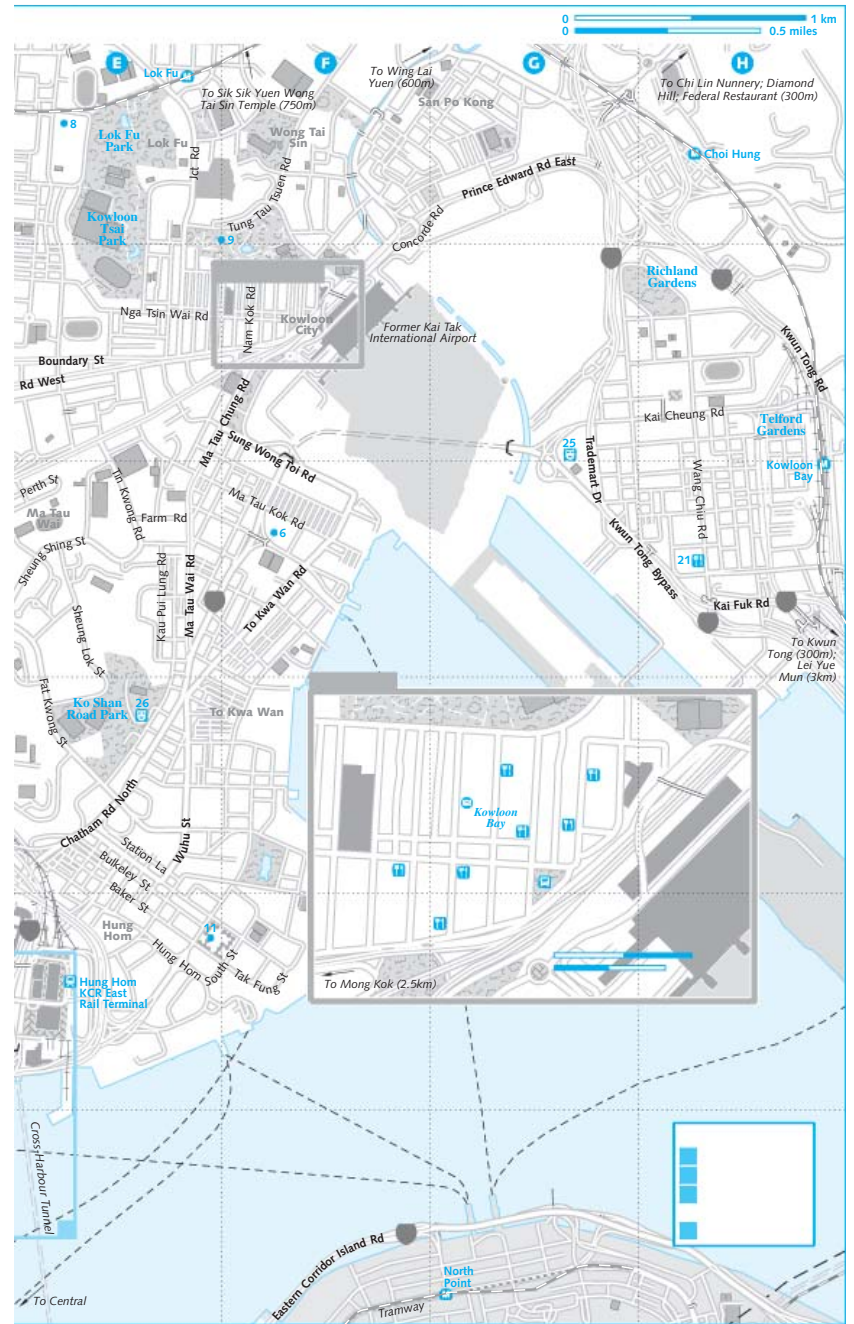 0 1 km
0 0.5 miles
E
F
G
H
Lok Fu
To Sik Sik Yuen Wong
Tai Sin Temple (750m)
To Wing Lai
Yuen (600m)
To Chi Lin Nunnery; Diamond
Hill; Federal Restaurant (300m)
San Po Kong
8
Lok Fu
Park
Lok Fu
Wong Tai
Sin
Jct Rd
Choi Hung
Prince Edward Rd East
Tung Tau Tsuen Rd
Kowloon
Tsai
Park
9
Concorde Rd
Richland
Gardens
Nga Tsin Wai Rd
Nam Kok Rd
Kowloon
City
Former Kai Tak
International Airport
Kwun Tong Rd
Boundary St
Rd West
Ma Tau Chung Rd
Kai Cheung Rd
Telford
Gardens
Sung Wong Toi Rd
25
Trademart Dr
Kowloon
Bay
Perth St
Tin Kwong Rd
Wang Chiu Rd
Ma Tau
Wai
Farm Rd
Ma Tau Kok Rd
6
Sheung Shing St
Kwun Tong Bypass
21
Kau Pui Lung Rd
Ma Tau Wai Rd
To Kwa Wan Rd
Kai Fuk Rd
Sheung Lok St
To Kwun
Tong (300m);
Lei Yue
Mun (3km)
Fat Kwong St
Ko Shan
Road Park
26
To Kwa Wan
Kowloon
Bay
Chatham Rd North
Wuhu St
Station La
Bulkeley St
Baker St
Hung
Hom
11
Hung Hom South St
Tak Fung St
Hung Hom
KCR East
Rail Terminal
To Mong Kok (2.5km)
Cross-Harbour Tunnel
Eastern Corridor Island Rd
North
Point
To Central
Tramway